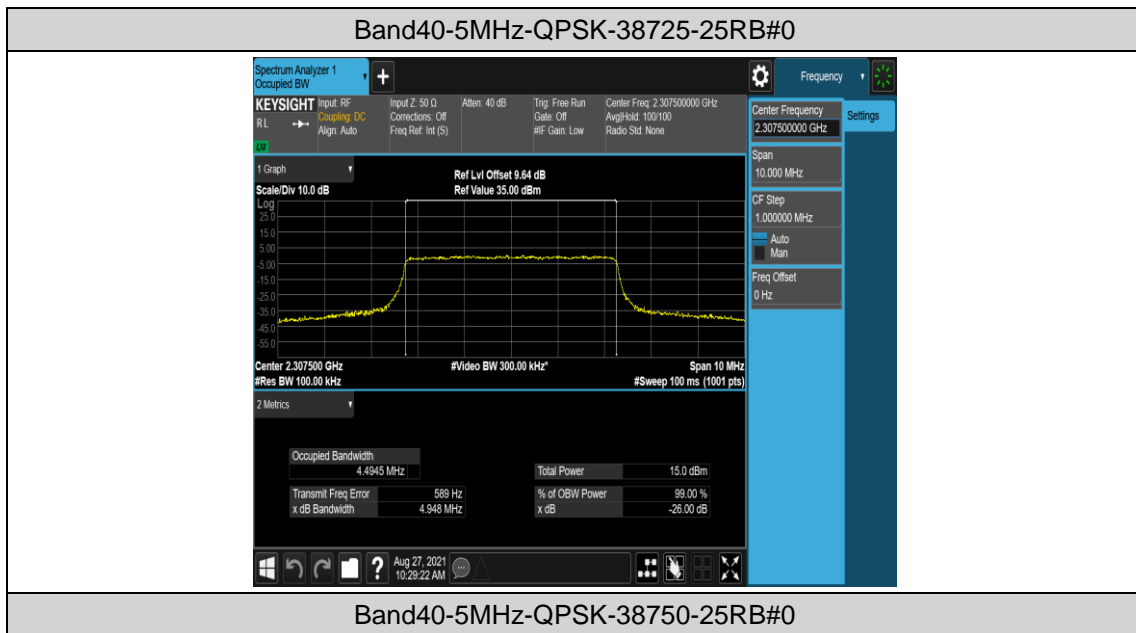 Band40-5MHz-QPSK-38725-25RB#0
Spectrum Analyzer 1
Occupied BW
Frequency
KEYSIGHT Input: RF Input Z: 50 Ω Atten: 40 dB Trig: Free Run Center Freq: 2.307500000 GHz
RL Coupling: DC Corrections: Off Gate: Off Avg|Hold: 100/100
Align: Auto Freq Ref: Int (S) #IF Gain: Low Radio Std: None
Center Frequency
2.307500000 GHz
Settings
Span
10.000 MHz
CF Step
1.000000 MHz
Auto
Man
Freq Offset
0 Hz
1 Graph
Ref Lvl Offset 9.64 dB
Scale/Div 10.0 dB Ref Value 35.00 dBm
Log
25.0
15.0
5.00
-5.00
-15.0
-25.0
-35.0
-45.0
-55.0
Center 2.307500 GHz #Video BW 300.00 kHz* Span 10 MHz
#Res BW 100.00 kHz #Sweep 100 ms (1001 pts)
2 Metrics
Occupied Bandwidth
4.4945 MHz
Total Power 15.0 dBm
Transmit Freq Error 589 Hz % of OBW Power 99.00 %
x dB Bandwidth 4.948 MHz x dB -26.00 dB
? Aug 27, 2021
10:29:22 AM
Band40-5MHz-QPSK-38750-25RB#0